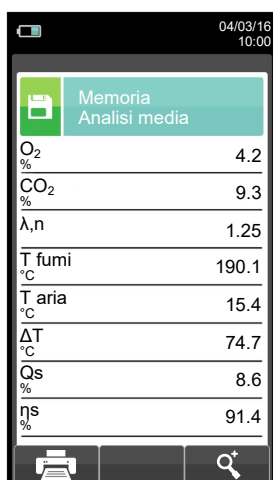 04/03/16
10:00
Memoria
Analisi media
O₂ 4.2
%
CO₂ 9.3
%
λ,n 1.25
T fumi 190.1
°C
T aria 15.4
°C
ΔT 74.7
°C
Qs 8.6
%
ηs 91.4
%